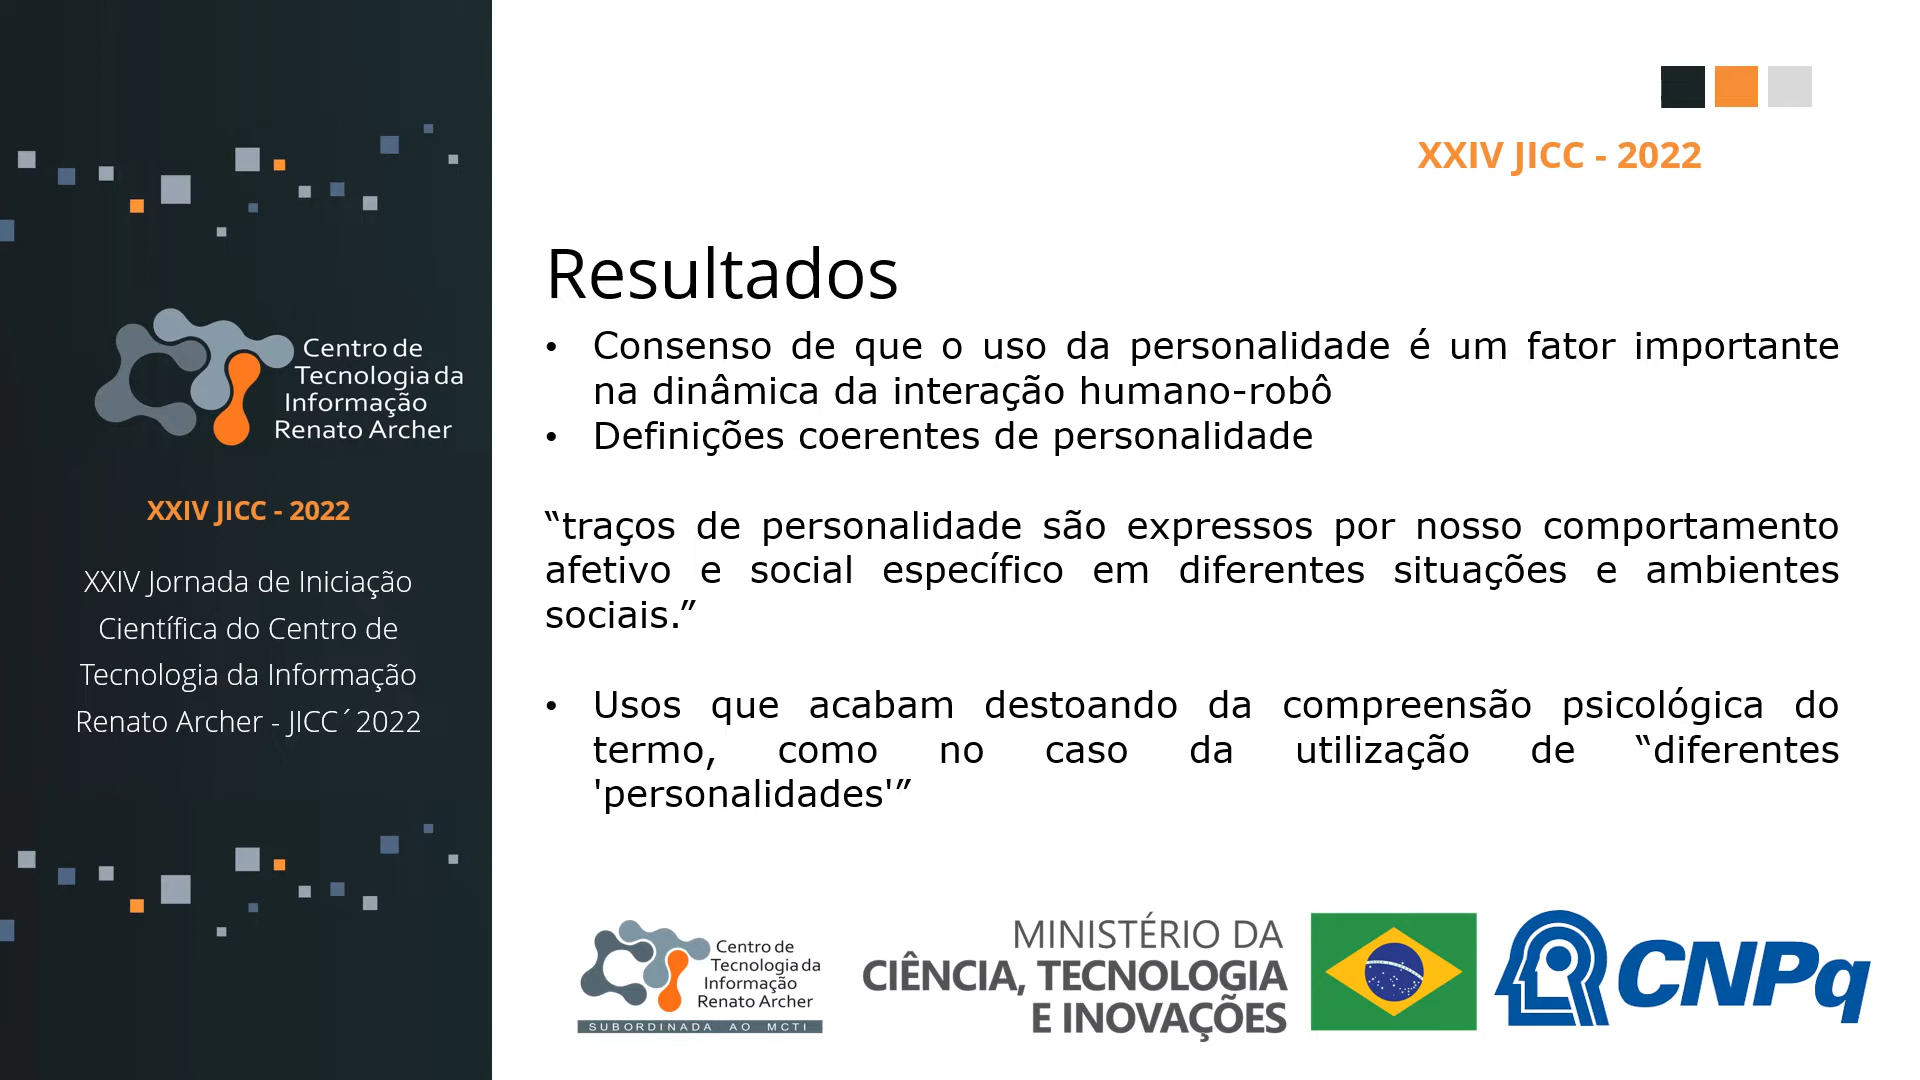 Centro de
Tecnologia da
Informação
Renato Archer
XXIV JICC - 2022
XXIV Jornada de Iniciação
Científica do Centro de
Tecnologia da Informação
Renato Archer - JICC´2022
XXIV JICC - 2022
Resultados
• Consenso de que o uso da personalidade é um fator importante
na dinâmica da interação humano-robô
• Definições coerentes de personalidade
“traços de personalidade são expressos por nosso comportamento
afetivo e social específico em diferentes situações e ambientes
sociais.”
• Usos que acabam destoando da compreensão psicológica do
termo, como no caso da utilização de “diferentes
'personalidades'”
Centro de
Tecnologia da
Informação
Renato Archer
SUBORDINADA AO MCTI
MINISTÉRIO DA
CIÊNCIA, TECNOLOGIA
E INOVAÇÕES
CNPq